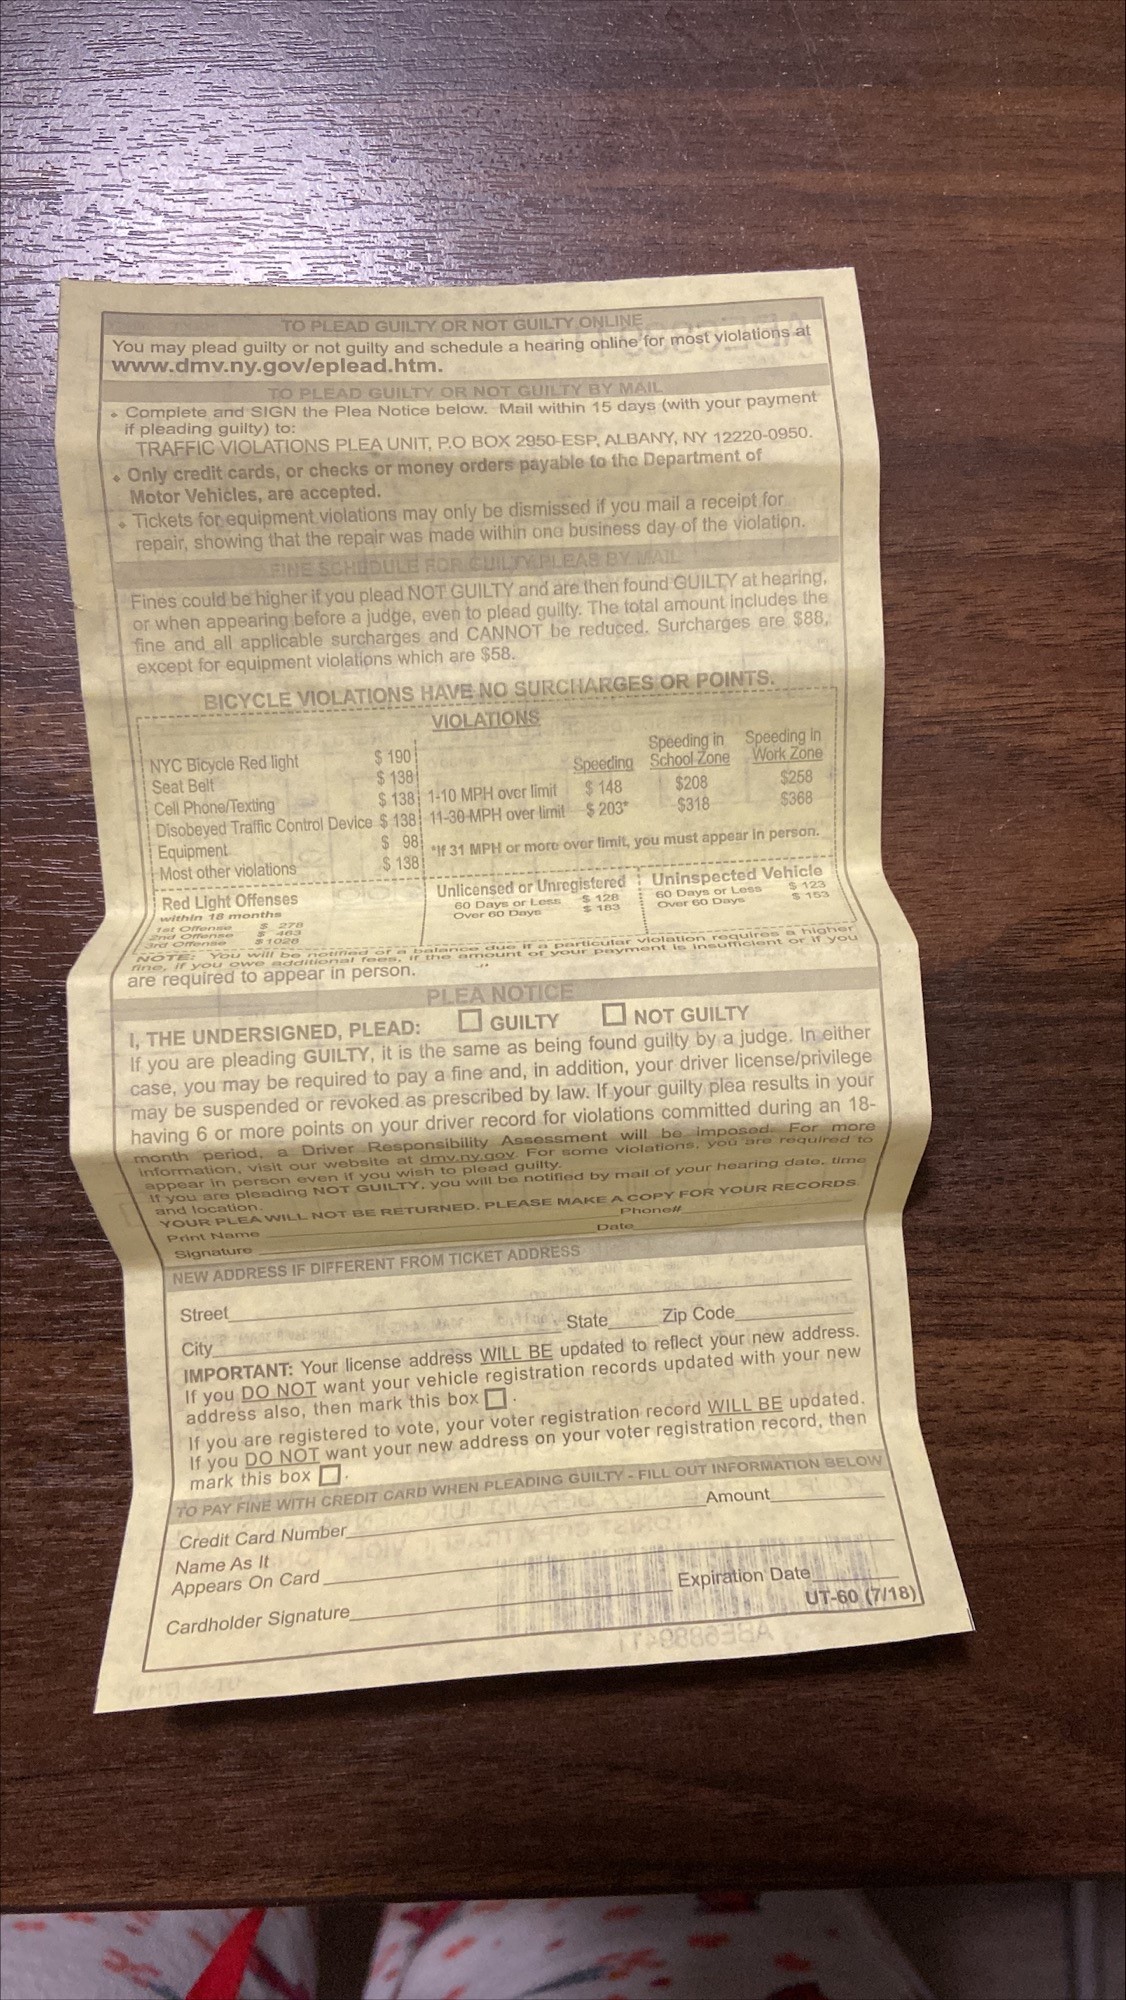 TO PLEAD GUILTY OR NOT GUILTY ONLINE
You may plead guilty or not guilty and schedule a hearing online for most violations at
www.dmv.ny.gov/eplead.htm.
TO PLEAD GUILTY OR NOT GUILTY BY MAIL
• Complete and SIGN the Plea Notice below. Mail within 15 days (with your payment
if pleading guilty) to:
TRAFFIC VIOLATIONS PLEA UNIT, P.O BOX 2950-ESP, ALBANY, NY 12220-0950.
• Only credit cards, or checks or money orders payable to the Department of
Motor Vehicles, are accepted.
• Tickets for equipment violations may only be dismissed if you mail a receipt for
repair, showing that the repair was made within one business day of the violation.
FINE SCHEDULE FOR GUILTY PLEAS BY MAIL
Fines could be higher if you plead NOT GUILTY and are then found GUILTY at hearing,
or when appearing before a judge, even to plead guilty. The total amount includes the
fine and all applicable surcharges and CANNOT be reduced. Surcharges are $88,
except for equipment violations which are $58.
BICYCLE VIOLATIONS HAVE NO SURCHARGES OR POINTS.
VIOLATIONS
NYC Bicycle Red light $ 190
Seat Belt $ 138
Cell Phone/Texting $ 138
Disobeyed Traffic Control Device $ 138
Equipment $ 98
Most other violations $ 138
Speeding Speeding in School Zone Speeding in Work Zone
1-10 MPH over limit $ 148 $208 $258
11-30 MPH over limit $ 203* $318 $368
*If 31 MPH or more over limit, you must appear in person.
Red Light Offenses
within 18 months
1st Offense $ 278
2nd Offense $ 463
3rd Offense $ 1028
Unlicensed or Unregistered
60 Days or Less $ 128
Over 60 Days $ 183
Uninspected Vehicle
60 Days or Less $ 123
Over 60 Days $ 153
NOTE: You will be notified of a balance due if a particular violation requires a higher
fine, if you owe additional fees, if the amount of your payment is insufficient or if you
are required to appear in person.
PLEA NOTICE
I, THE UNDERSIGNED, PLEAD: GUILTY NOT GUILTY
If you are pleading GUILTY, it is the same as being found guilty by a judge. In either
case, you may be required to pay a fine and, in addition, your driver license/privilege
may be suspended or revoked as prescribed by law. If your guilty plea results in your
having 6 or more points on your driver record for violations committed during an 18-
month period, a Driver Responsibility Assessment will be imposed. For more
information, visit our website at dmv.ny.gov. For some violations, you are required to
appear in person even if you wish to plead guilty.
If you are pleading NOT GUILTY, you will be notified by mail of your hearing date, time
and location.
YOUR PLEA WILL NOT BE RETURNED. PLEASE MAKE A COPY FOR YOUR RECORDS.
Print Name Phone#
Signature Date
NEW ADDRESS IF DIFFERENT FROM TICKET ADDRESS
Street
City State Zip Code
IMPORTANT: Your license address WILL BE updated to reflect your new address.
If you DO NOT want your vehicle registration records updated with your new
address also, then mark this box .
If you are registered to vote, your voter registration record WILL BE updated.
If you DO NOT want your new address on your voter registration record, then
mark this box .
TO PAY FINE WITH CREDIT CARD WHEN PLEADING GUILTY - FILL OUT INFORMATION BELOW
Credit Card Number Amount
Name As It
Appears On Card
Cardholder Signature Expiration Date
UT-60 (7/18)